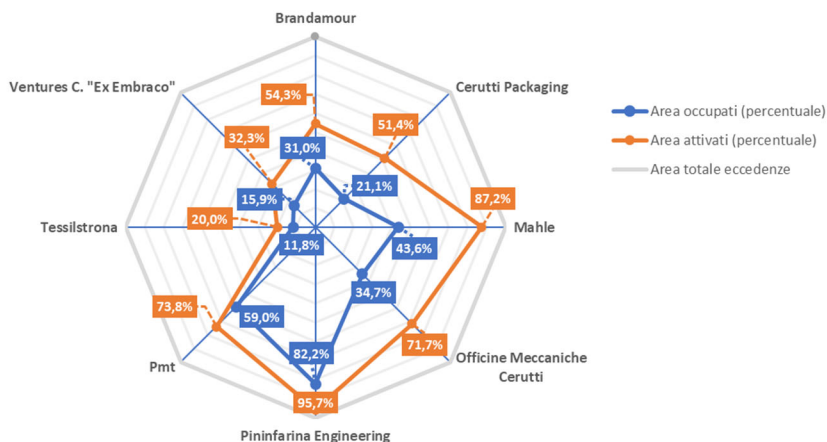 Brandamour
Ventures C. "Ex Embraco"
Cerutti Packaging
54,3%
51,4%
32,3%
31,0%
21,1%
15,9%
87,2%
Tessilstrona
20,0%
11,8%
43,6%
Mahle
34,7%
73,8%
59,0%
82,2%
71,7%
Pmt
Officine Meccaniche
Cerutti
95,7%
Pininfarina Engineering
Area occupati (percentuale)
Area attivati (percentuale)
Area totale eccedenze